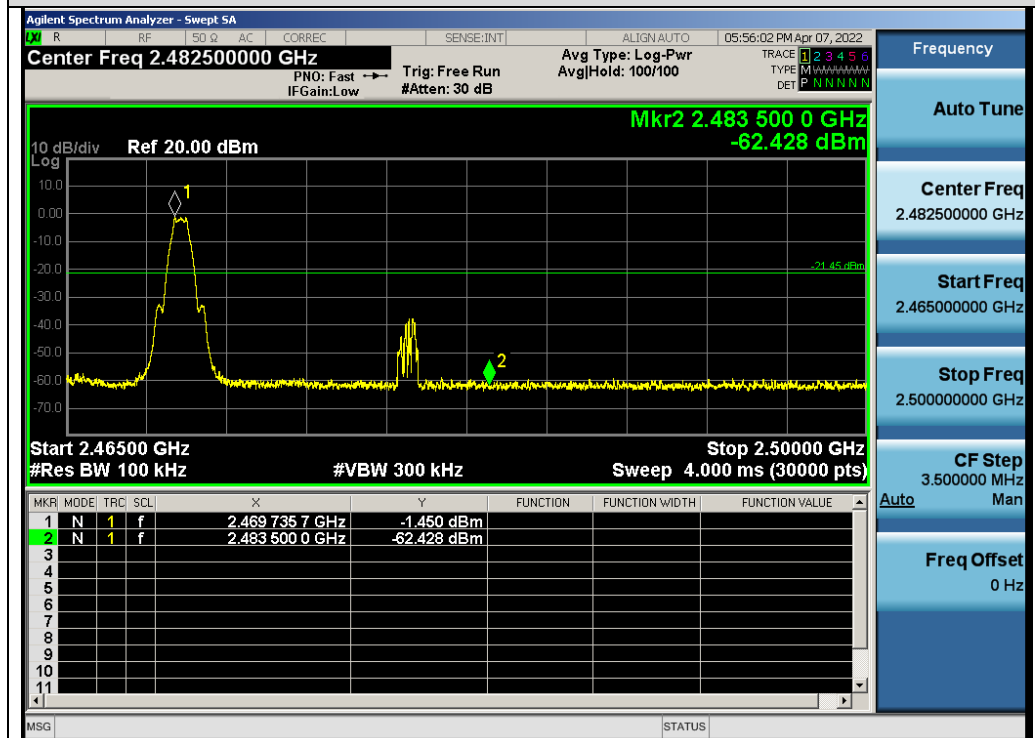 Agilent Spectrum Analyzer - Swept SA
LXI R RF 50 Ω AC CORREC SENSE:INT ALIGN AUTO 05:56:02 PM Apr 07, 2022
Center Freq 2.482500000 GHz
PNO: Fast
IFGain:Low
Trig: Free Run
#Atten: 30 dB
Avg Type: Log-Pwr
Avg|Hold: 100/100
TRACE 1 2 3 4 5 6
TYPE M WWWWW
DET P N N N N N
Mkr2 2.483 500 0 GHz
-62.428 dBm
10 dB/div Ref 20.00 dBm
Log
10.0
0.00
-10.0
-20.0
-30.0
-40.0
-50.0
-60.0
-70.0
1
-21.45 dBm
2
Start 2.46500 GHz Stop 2.50000 GHz
#Res BW 100 kHz #VBW 300 kHz Sweep 4.000 ms (30000 pts)
MKR MODE TRC SCL X Y FUNCTION FUNCTION WIDTH FUNCTION VALUE
1 N 1 f 2.469 735 7 GHz -1.450 dBm
2 N 1 f 2.483 500 0 GHz -62.428 dBm
3
4
5
6
7
8
9
10
11
MSG STATUS
Frequency
Auto Tune
Center Freq
2.482500000 GHz
Start Freq
2.465000000 GHz
Stop Freq
2.500000000 GHz
CF Step
3.500000 MHz
Auto Man
Freq Offset
0 Hz